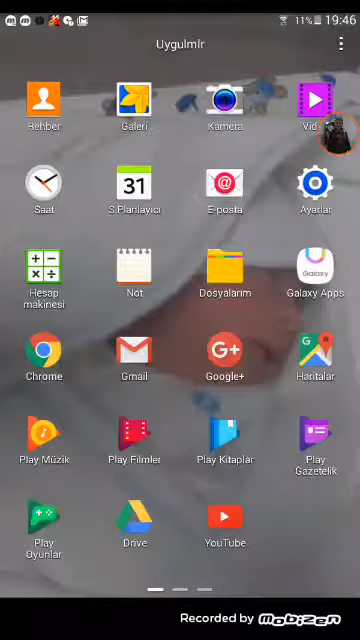 11% 19:46
Uygulmlr
Rehber
Galeri
Kamera
Saat
31
S Planlayıcı
E-posta
Ayarlar
Hesap
makinesi
Not
Dosyalarım
Galaxy
Galaxy Apps
Chrome
Gmail
G+
Google+
G
Haritalar
Play Müzik
Play Filmler
Play Kitaplar
Play
Gazetelik
Play
Oyunlar
Drive
YouTube
Recorded by Mobizen